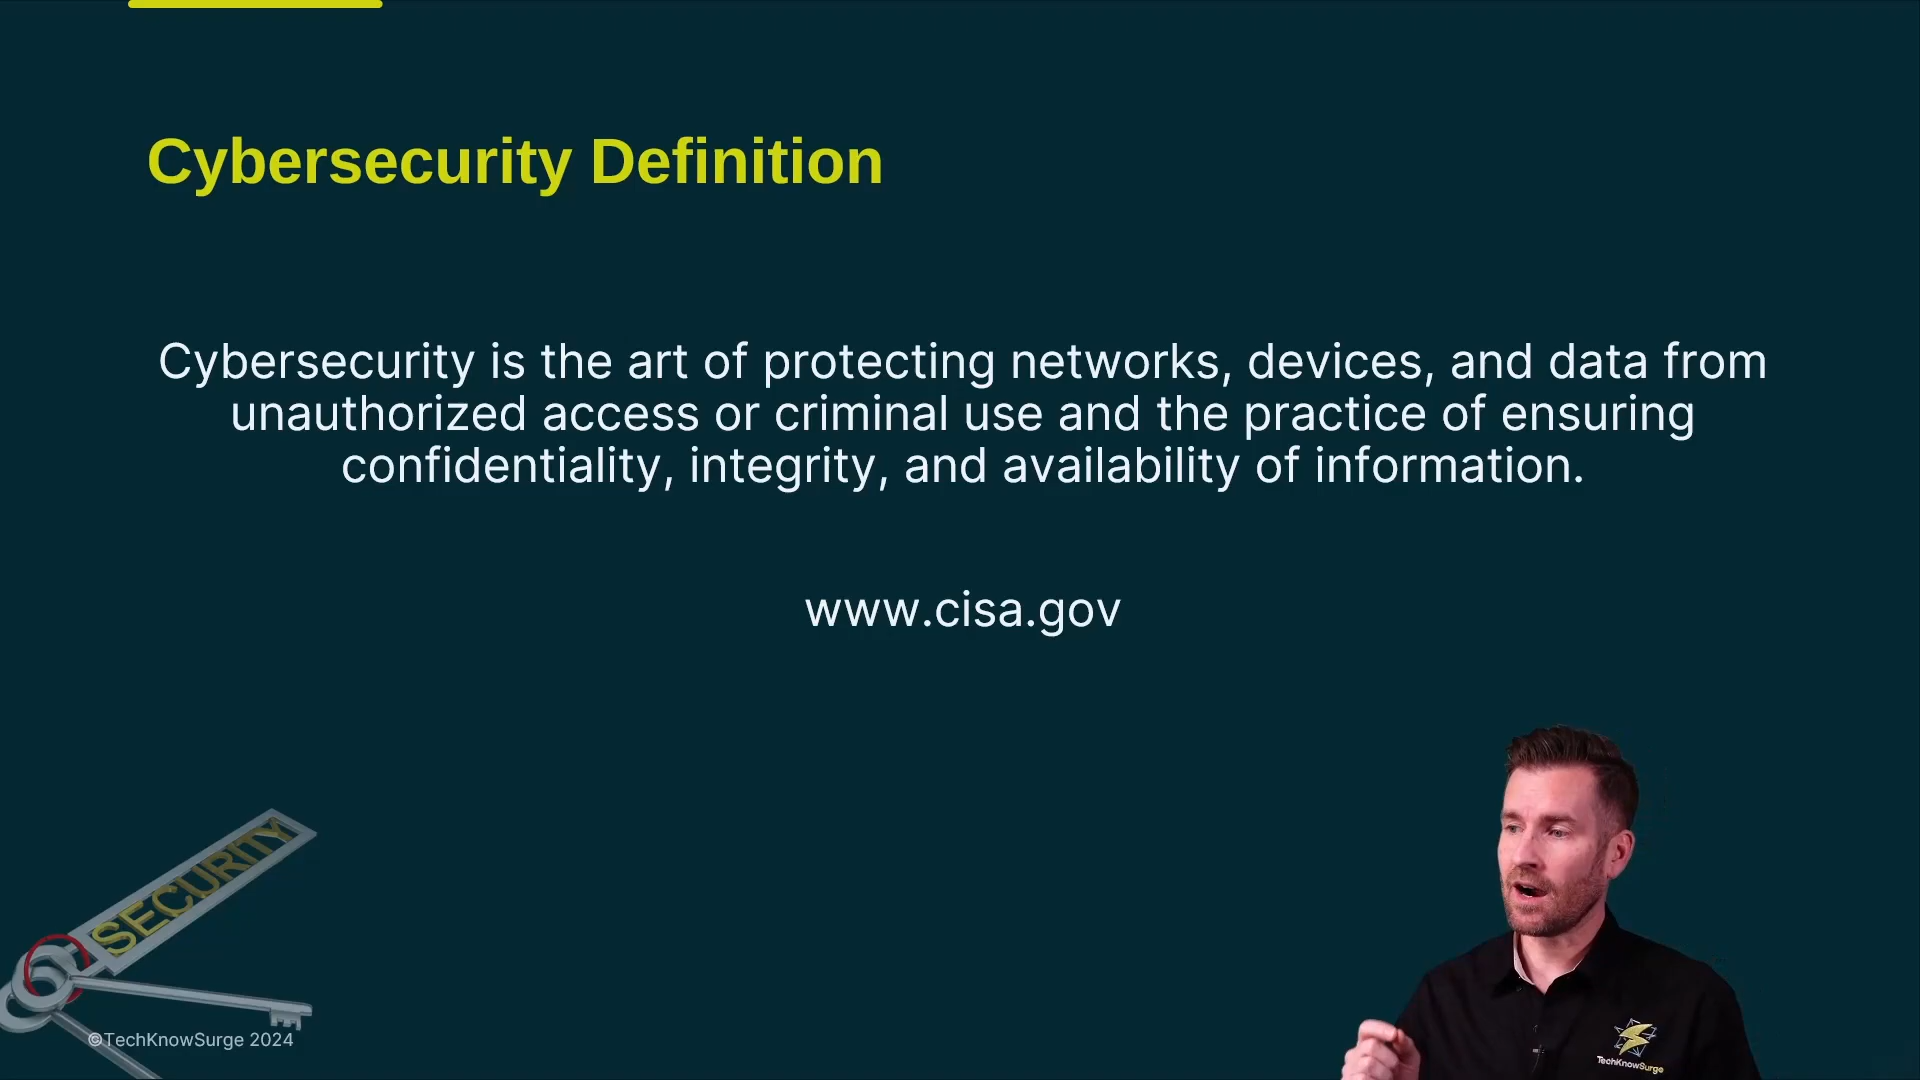 Cybersecurity Definition
Cybersecurity is the art of protecting networks, devices, and data from
unauthorized access or criminal use and the practice of ensuring
confidentiality, integrity, and availability of information.
www.cisa.gov
SECURITY
©TechKnowSurge 2024
TechKnowSurge